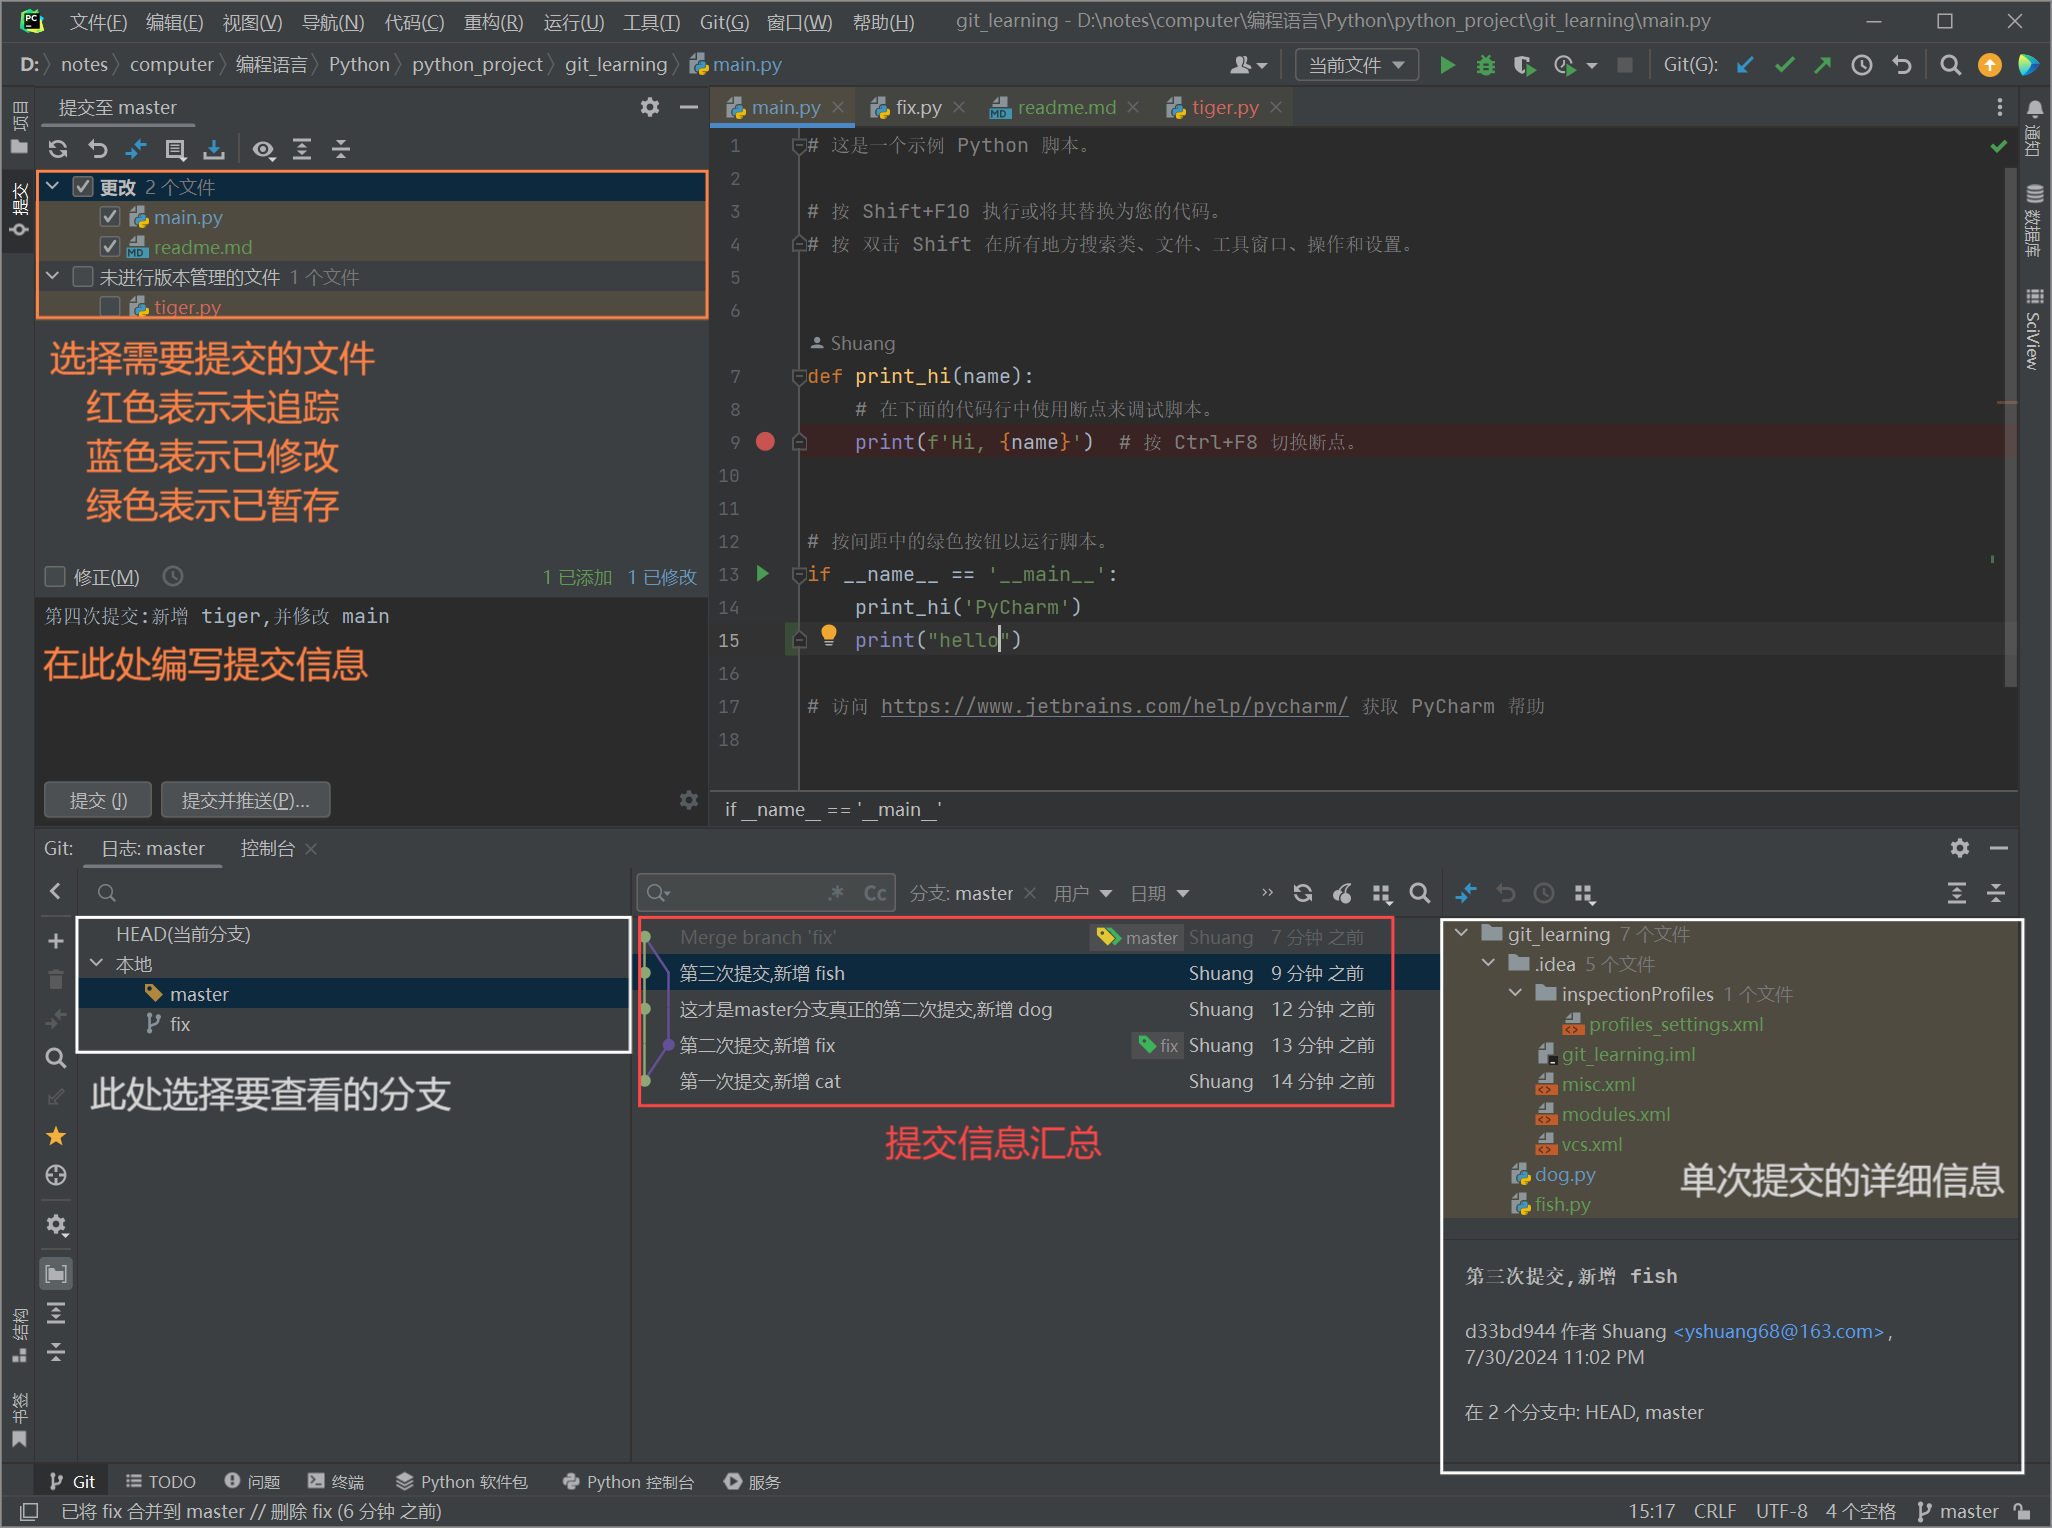 文件(F) 编辑(E) 视图(V) 导航(N) 代码(C) 重构(R) 运行(U) 工具(T) Git(G) 窗口(W) 帮助(H) git_learning - D:\notes\computer\编程语言\Python\python_project\git_learning\main.py
D: notes computer 编程语言 Python python_project git_learning main.py 当前文件 Git(G):
项目
提交
结构
书签
提交至 master
更改 2 个文件
main.py
readme.md
未进行版本管理的文件 1 个文件
tiger.py
选择需要提交的文件
红色表示未追踪
蓝色表示已修改
绿色表示已暂存
修正(M) 1 已添加 1 已修改
第四次提交:新增 tiger,并修改 main
在此处编写提交信息
提交 (I) 提交并推送(P)...
main.py fix.py readme.md tiger.py
1 # 这是一个示例 Python 脚本。
2
3 # 按 Shift+F10 执行或将其替换为您的代码。
4 # 按 双击 Shift 在所有地方搜索类、文件、工具窗口、操作和设置。
5
6
Shuang
7 def print_hi(name):
8 # 在下面的代码行中使用断点来调试脚本。
9 print(f'Hi, {name}') # 按 Ctrl+F8 切换断点。
10
11
12 # 按间距中的绿色按钮以运行脚本。
13 if __name__ == '__main__':
14 print_hi('PyCharm')
15 print("hello")
16
17 # 访问 https://www.jetbrains.com/help/pycharm/ 获取 PyCharm 帮助
18
if __name__ == '__main__'
通知
数据库
SciView
Git: 日志: master 控制台
HEAD(当前分支)
本地
master
fix
此处选择要查看的分支
.* Cc 分支: master 用户 日期
Merge branch 'fix' master Shuang 7 分钟 之前
第三次提交,新增 fish Shuang 9 分钟 之前
这才是master分支真正的第二次提交,新增 dog Shuang 12 分钟 之前
第二次提交,新增 fix fix Shuang 13 分钟 之前
第一次提交,新增 cat Shuang 14 分钟 之前
提交信息汇总
git_learning 7 个文件
.idea 5 个文件
inspectionProfiles 1 个文件
profiles_settings.xml
git_learning.iml
misc.xml
modules.xml
vcs.xml
dog.py
fish.py
单次提交的详细信息
第三次提交,新增 fish
d33bd944 作者 Shuang <yshuang68@163.com>,
7/30/2024 11:02 PM
在 2 个分支中: HEAD, master
Git TODO 问题 终端 Python 软件包 Python 控制台 服务
已将 fix 合并到 master // 删除 fix (6 分钟 之前) 15:17 CRLF UTF-8 4 个空格 master